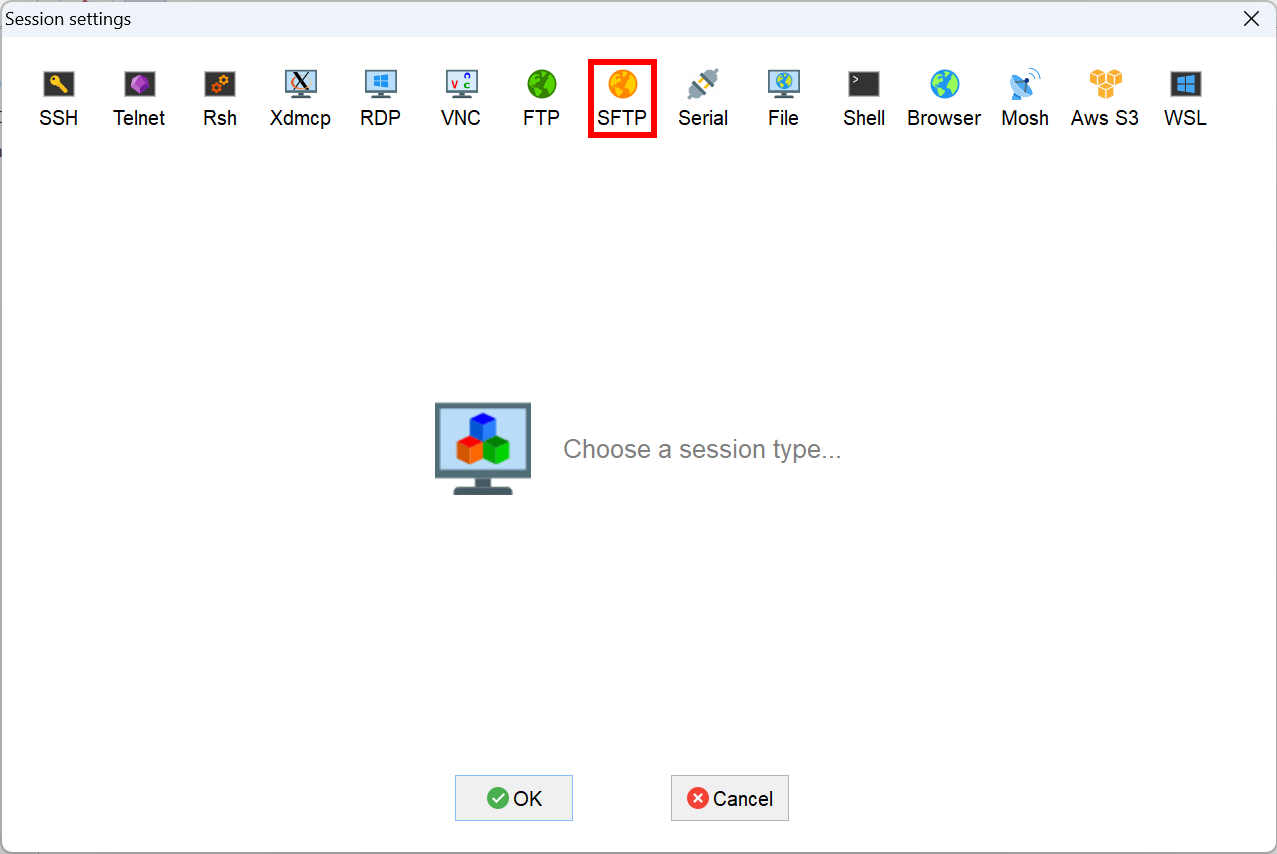 Session settings
SSH Telnet Rsh Xdmcp RDP VNC FTP SFTP Serial File Shell Browser Mosh Aws S3 WSL
Choose a session type...
OK Cancel